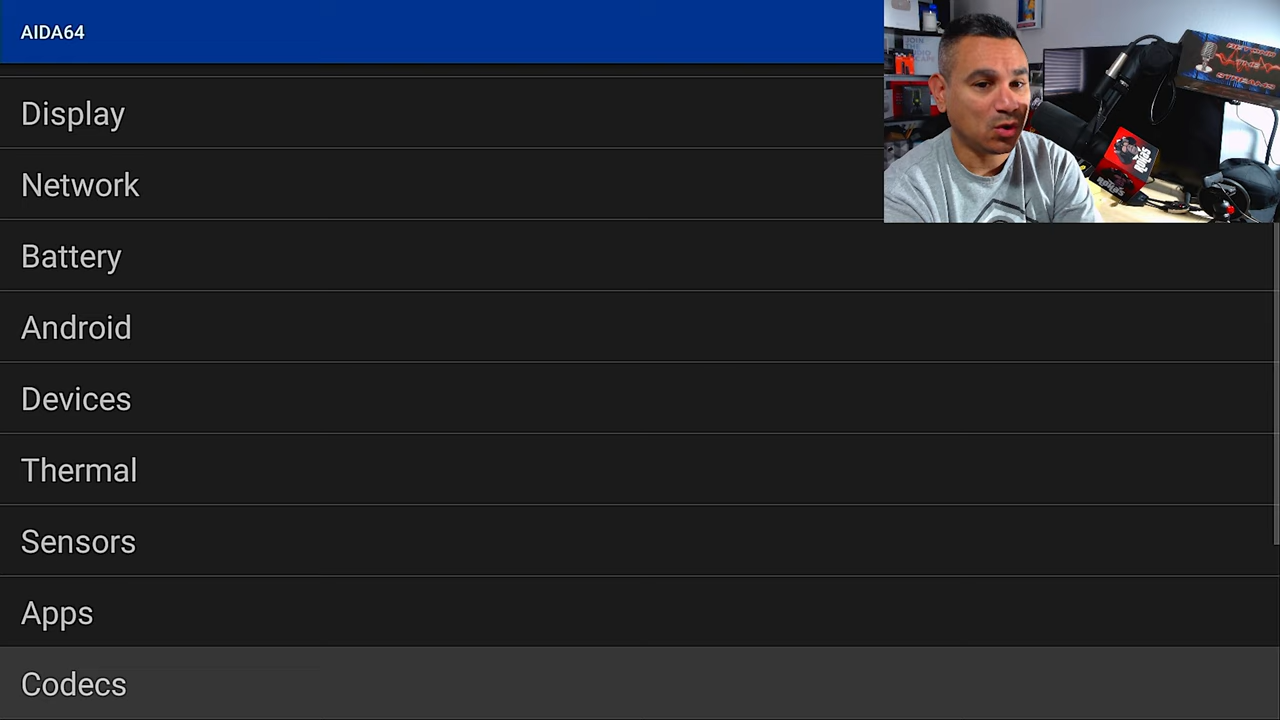 AIDA64
Display
Network
Battery
Android
Devices
Thermal
Sensors
Apps
Codecs